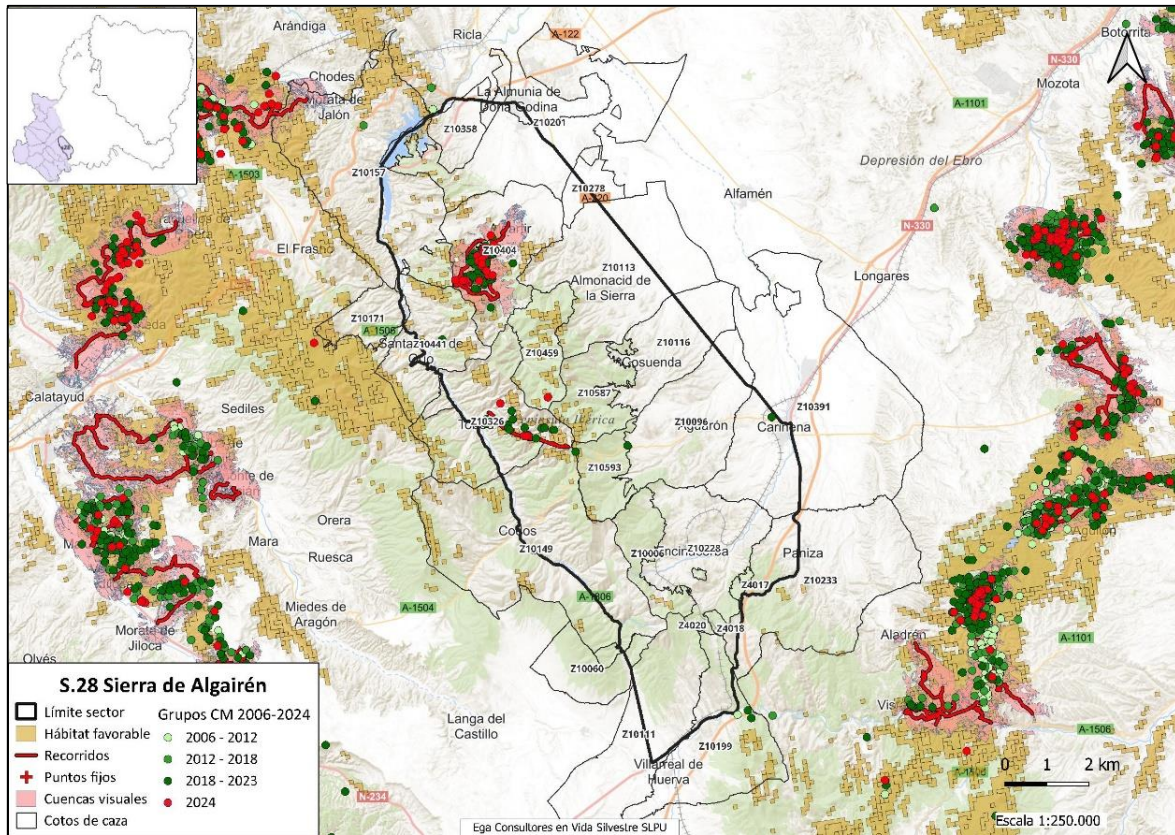 Arándiga
Ricla
A-122
Botorrita
N-330
Mozota
Chodes
Morata de
Jalón
La Almunia de
Doña Godina
Z10358
Z10201
A-1101
Depresión del Ebro
A-1503
Z10157
Z10278
A-220
Alfamén
N-330
El Frasno
Z10404
Z10113
Almonacid de
la Sierra
Longares
Z10171
A-1506
Z10441
Z10459
Z10116
Cosuenda
Calatayud
Sediles
Z10587
Z10391
Z10326
Ibérica
Z10096
Aguarón
Cariñena
Z10593
Orera
Mara
Ruesca
Codos
Z10149
Z10006
Encinacorba
Z10228
Paniza
Z4017
Z10233
A-1504
A-1506
Miedes de
Aragón
Z4020
Z4018
Aladrén
A-1101
Morata de
Jiloca
Olvés
Z10060
Langa del
Castillo
Z10111
Z10199
A-1506
Villarreal de
Huerva
N-234
S.28 Sierra de Algairén
Límite sector
Grupos CM 2006-2024
Hábitat favorable
2006 - 2012
Recorridos
2012 - 2018
Puntos fijos
2018 - 2023
Cuencas visuales
2024
Cotos de caza
0 1 2 km
Escala 1:250.000
Ega Consultores en Vida Silvestre SLPU